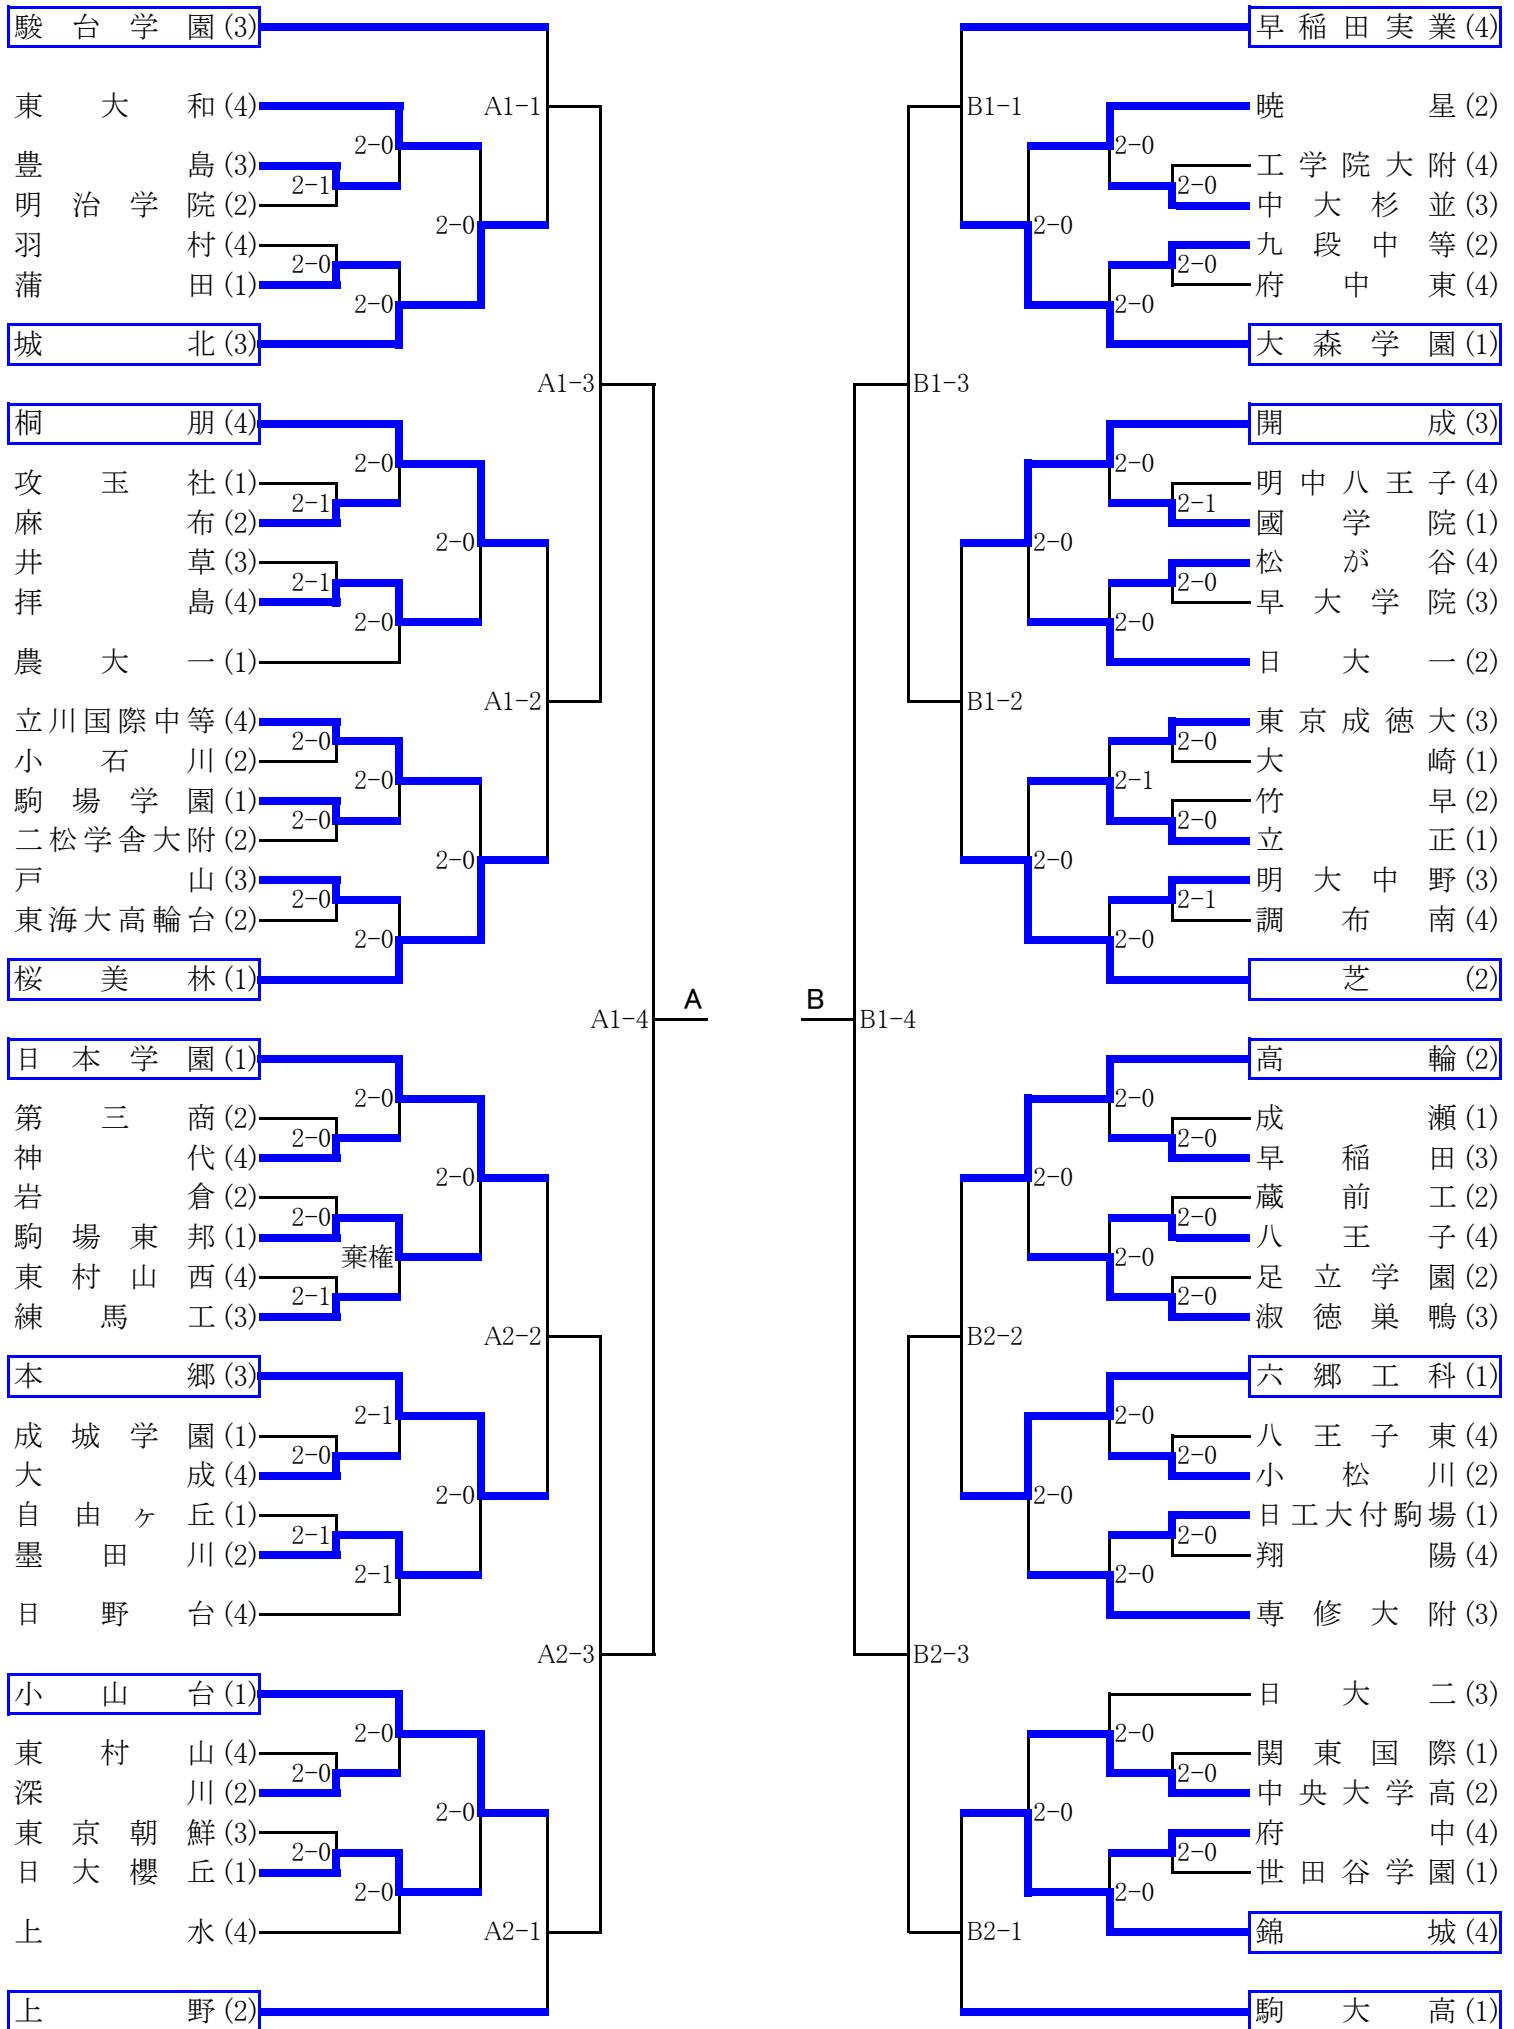 駿台学園(3)
東大和(4)
豊島(3)
明治学院(2)
羽村(4)
蒲田(1)
城北(3)
桐朋(4)
攻玉社(1)
麻布(2)
井草(3)
拝島(4)
農大一(1)
立川国際中等(4)
小石川(2)
駒場学園(1)
二松学舎大附(2)
戸山(3)
東海大高輪台(2)
桜美林(1)
日本学園(1)
第三商(2)
神代(4)
岩倉(2)
駒場東邦(1)
東村山西(4)
練馬工(3)
本郷(3)
成城学園(1)
大成(4)
自由ヶ丘(1)
墨田川(2)
日野台(4)
小山台(1)
東村山(4)
深川(2)
東京朝鮮(3)
日大櫻丘(1)
上水(4)
上野(2)
2-1
2-0
2-1
2-1
2-0
2-0
2-0
2-0
2-0
2-1
2-0
2-1
2-0
2-0
2-0
2-0
2-0
2-0
2-0
2-0
2-0
棄権
2-1
2-1
2-0
2-0
2-0
2-0
2-0
2-0
2-0
2-0
A1-1
A1-2
A2-2
A2-1
A1-3
A2-3
A1-4
A
B
B1-4
B1-3
B2-3
B1-1
B1-2
B2-2
B2-1
2-0
2-0
2-0
2-0
2-0
2-0
2-0
2-0
2-0
2-0
2-1
2-0
2-0
2-0
2-0
2-0
2-0
2-0
2-0
2-0
2-1
2-0
2-0
2-0
2-0
2-1
2-0
2-0
2-0
2-0
2-0
2-0
早稲田実業(4)
暁星(2)
工学院大附(4)
中大杉並(3)
九段中等(2)
府中東(4)
大森学園(1)
開成(3)
明中八王子(4)
國学院(1)
松が谷(4)
早大学院(3)
日大一(2)
東京成徳大(3)
大崎(1)
竹早(2)
立正(1)
明大中野(3)
調布南(4)
芝(2)
高輪(2)
成瀬(1)
早稲田(3)
蔵前工(2)
八王子(4)
足立学園(2)
淑徳巣鴨(3)
六郷工科(1)
八王子東(4)
小松川(2)
日工大付駒場(1)
翔陽(4)
専修大附(3)
日大二(3)
関東国際(1)
中央大学高(2)
府中(4)
世田谷学園(1)
錦城(4)
駒大高(1)